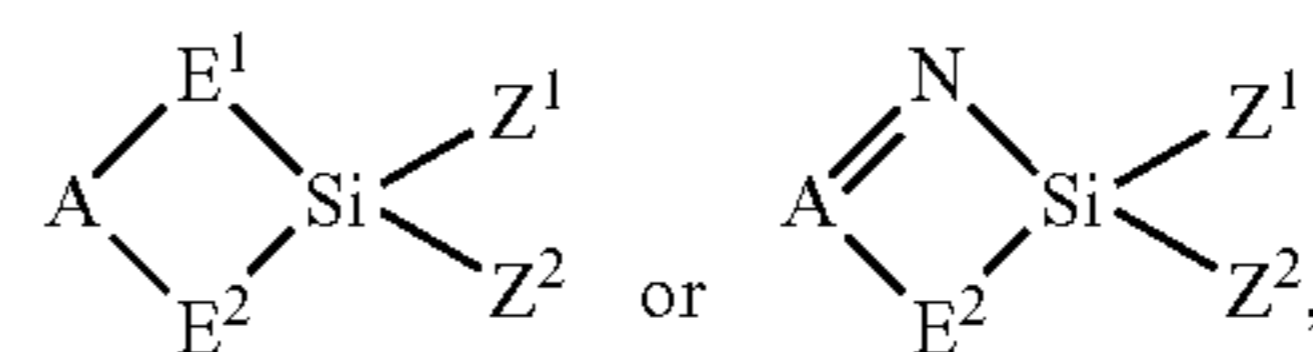 E¹ N
Z¹ Z¹
A Si A Si
Z² or Z²,
E² E²